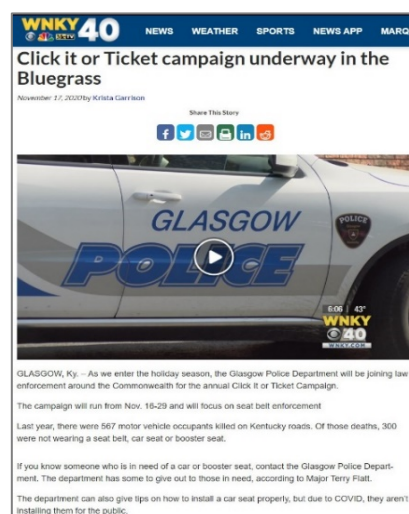 WNKY 40
NEWS WEATHER SPORTS NEWS APP MARQ
Click it or Ticket campaign underway in the
Bluegrass
November 17, 2020 by Krista Garrison
Share This Story
GLASGOW
POLICE
POLICE
6:06 43°
WNKY
40
WNKY.COM
GLASGOW, Ky. – As we enter the holiday season, the Glasgow Police Department will be joining law
enforcement around the Commonwealth for the annual Click It or Ticket Campaign.
The campaign will run from Nov. 16-29 and will focus on seat belt enforcement
Last year, there were 567 motor vehicle occupants killed on Kentucky roads. Of those deaths, 300
were not wearing a seat belt, car seat or booster seat.
If you know someone who is in need of a car or booster seat, contact the Glasgow Police Depart-
ment. The department has some to give out to those in need, according to Major Terry Flatt.
The department can also give tips on how to install a car seat properly, but due to COVID, they aren't
installing them for the public.